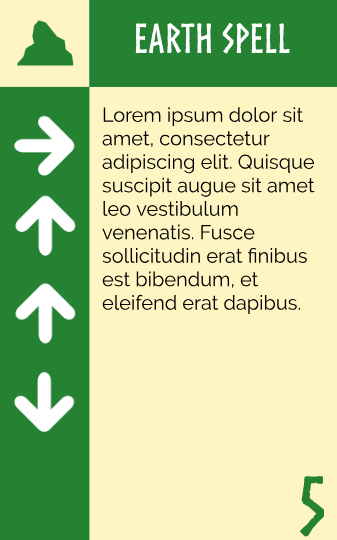 EARTH SPELL
Lorem ipsum dolor sit
amet, consectetur
adipiscing elit. Quisque
suscipit augue sit amet
leo vestibulum
venenatis. Fusce
sollicitudin erat finibus
est bibendum, et
eleifend erat dapibus.
5